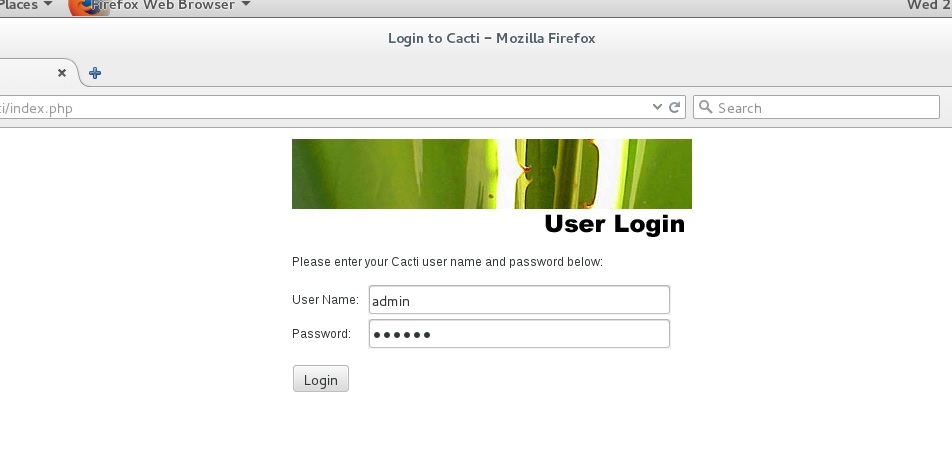 Places Firefox Web Browser Wed 2
Login to Cacti - Mozilla Firefox
ti/index.php Search
User Login
Please enter your Cacti user name and password below:
User Name: admin
Password: ●●●●●●
Login